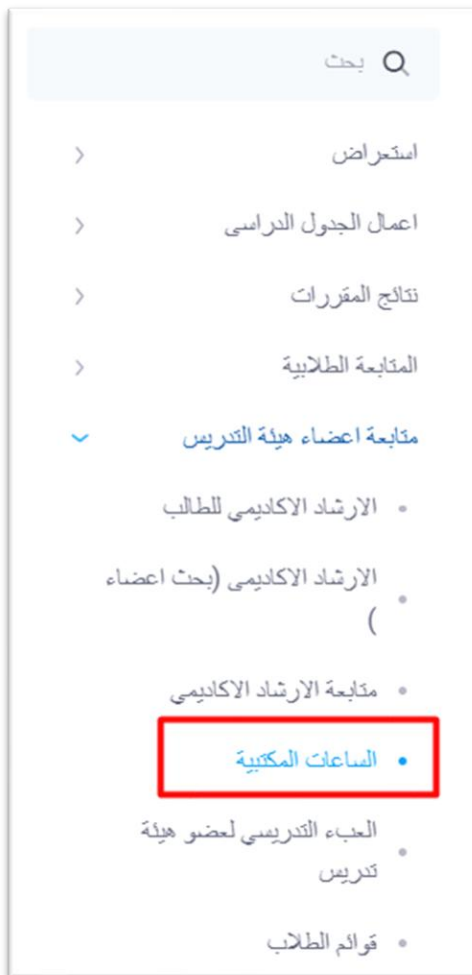 بحث
استعراض
اعمال الجدول الدراسى
نتائج المقررات
المتابعة الطلابية
متابعة اعضاء هيئة التدريس
الارشاد الاكاديمى للطالب
الارشاد الاكاديمى (بحث اعضاء
)
متابعة الارشاد الاكاديمى
الساعات المكتبية
العبء التدريسي لعضو هيئة
تدريس
قوائم الطلاب